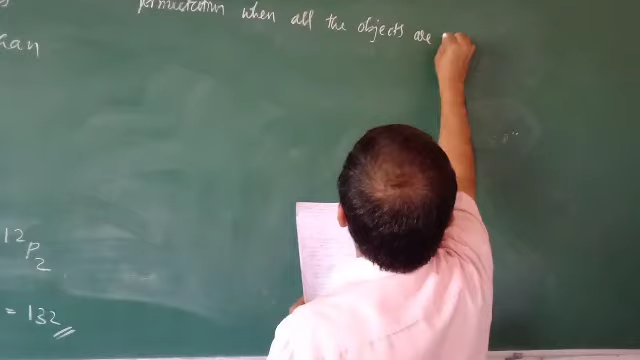 permutation when all the objects are
han
12P2
= 132